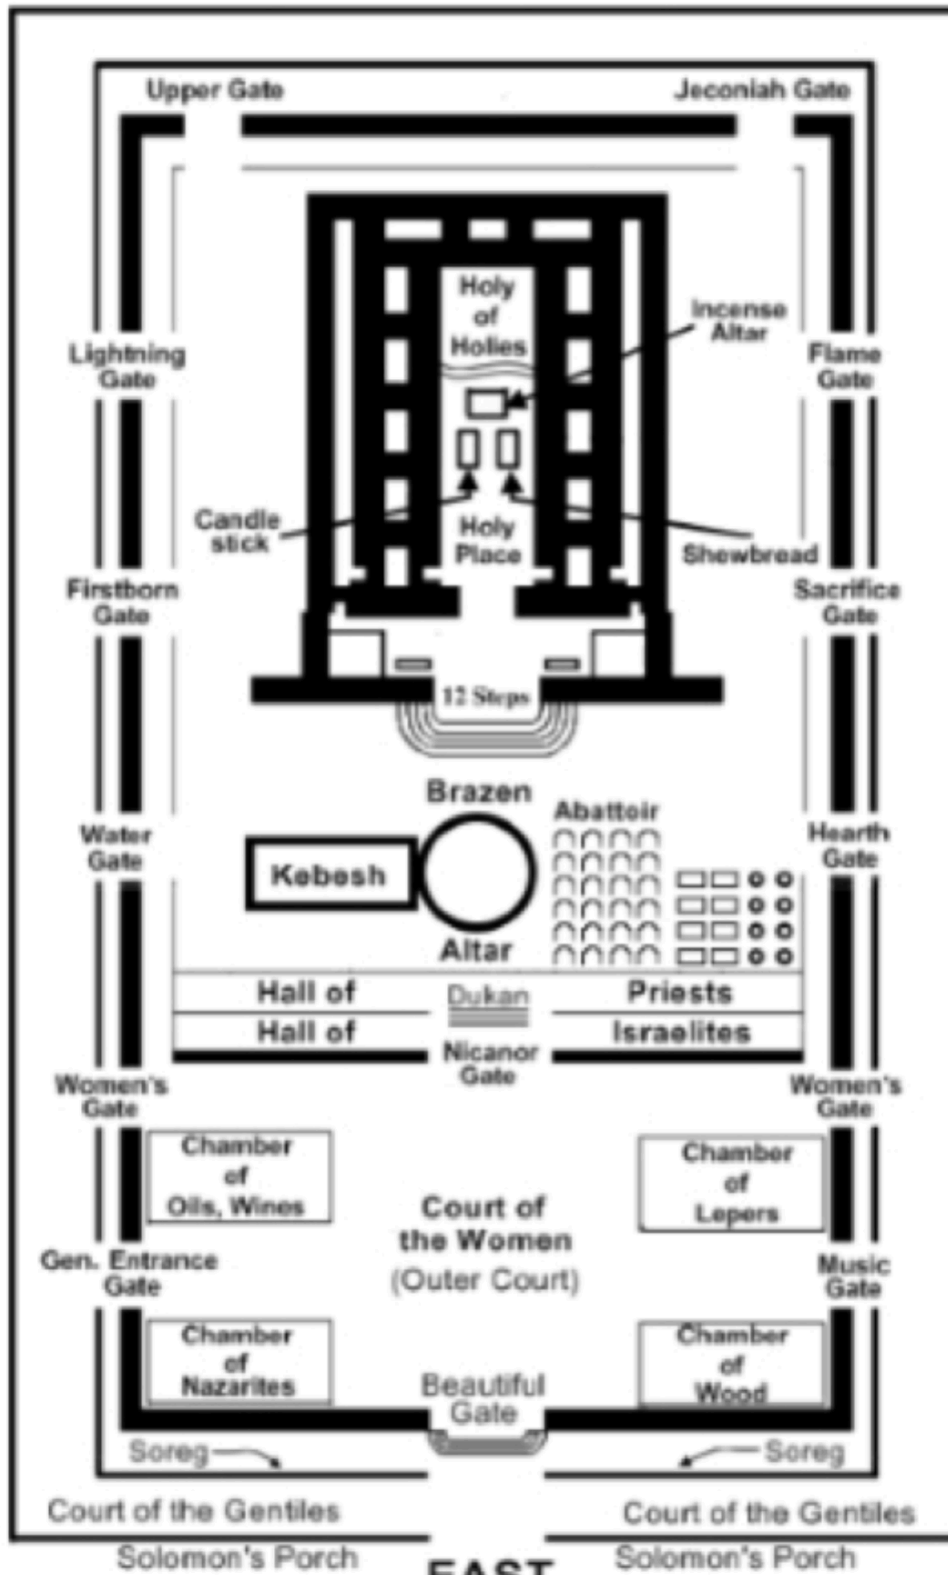 Upper Gate
Jeconiah Gate
Holy
of
Holies
Incense
Altar
Lightning
Gate
Flame
Gate
Candle
stick
Holy
Place
Shewbread
Firstborn
Gate
Sacrifice
Gate
12 Steps
Brazen
Abattoir
Water
Gate
Hearth
Gate
Kebesh
Altar
Hall of
Dukan
Priests
Hall of
Israelites
Nicanor
Gate
Women's
Gate
Women's
Gate
Chamber
of
Oils, Wines
Chamber
of
Lepers
Court of
the Women
(Outer Court)
Gen. Entrance
Gate
Music
Gate
Chamber
of
Nazarites
Chamber
of
Wood
Beautiful
Gate
Soreg
Soreg
Court of the Gentiles
Court of the Gentiles
Solomon's Porch
Solomon's Porch
EAST